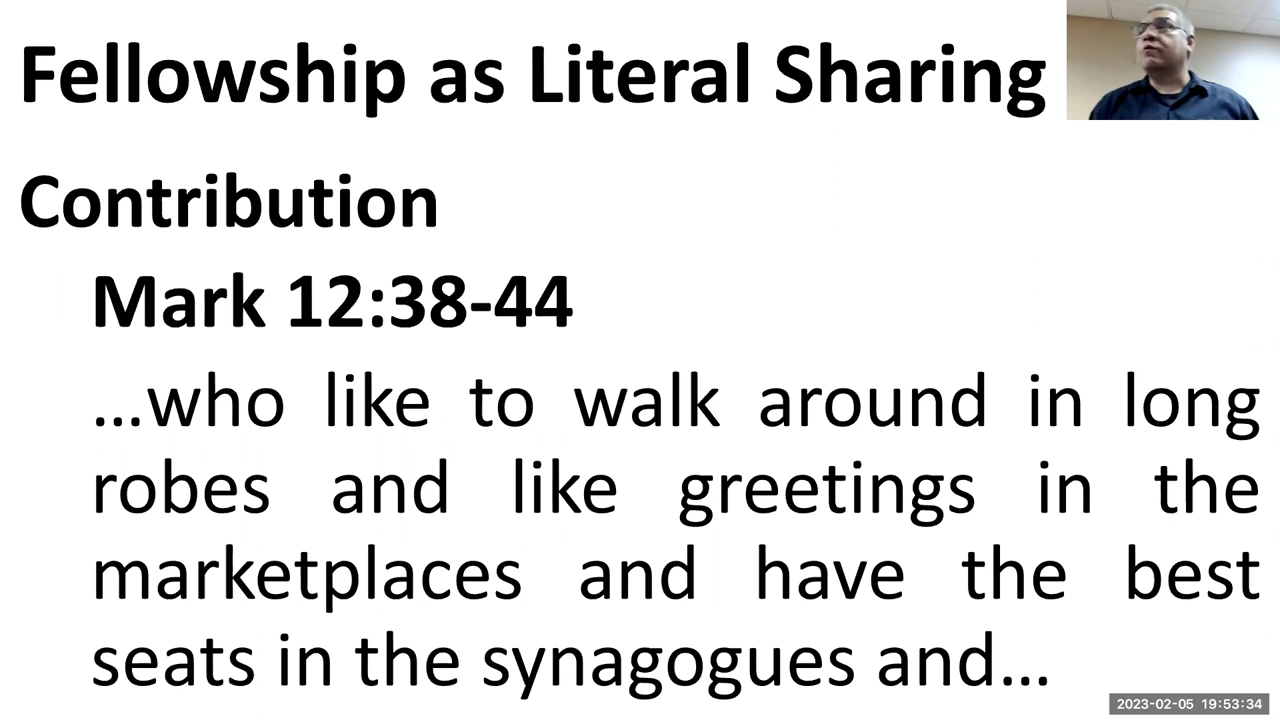 Fellowship as Literal Sharing
Contribution
Mark 12:38-44
...who like to walk around in long
robes and like greetings in the
marketplaces and have the best
seats in the synagogues and...
2023-02-05 19:53:34